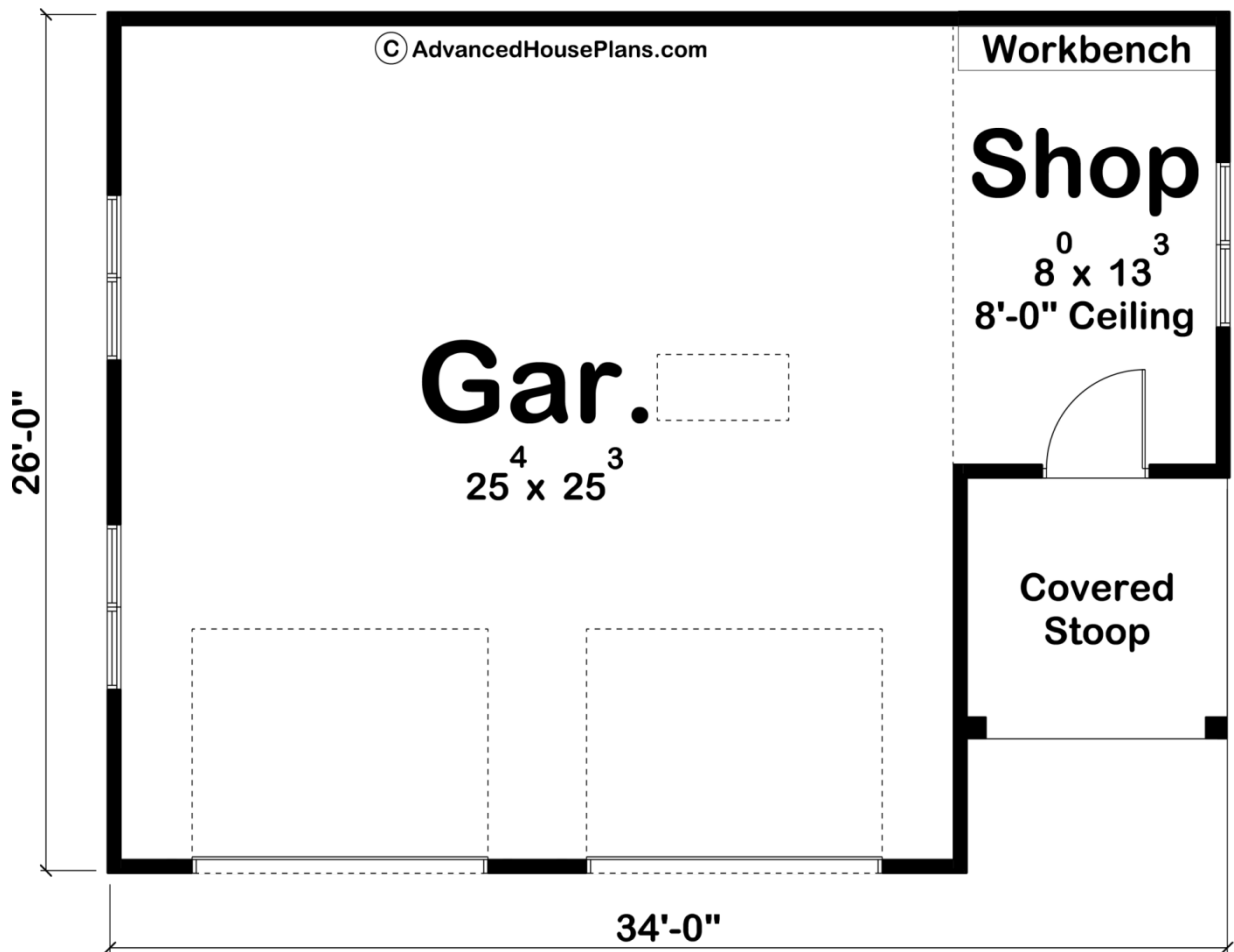 © AdvancedHousePlans.com
Workbench
Shop
8⁰ x 13³
8'-0" Ceiling
Gar.
25⁴ x 25³
26'-0"
Covered
Stoop
34'-0"